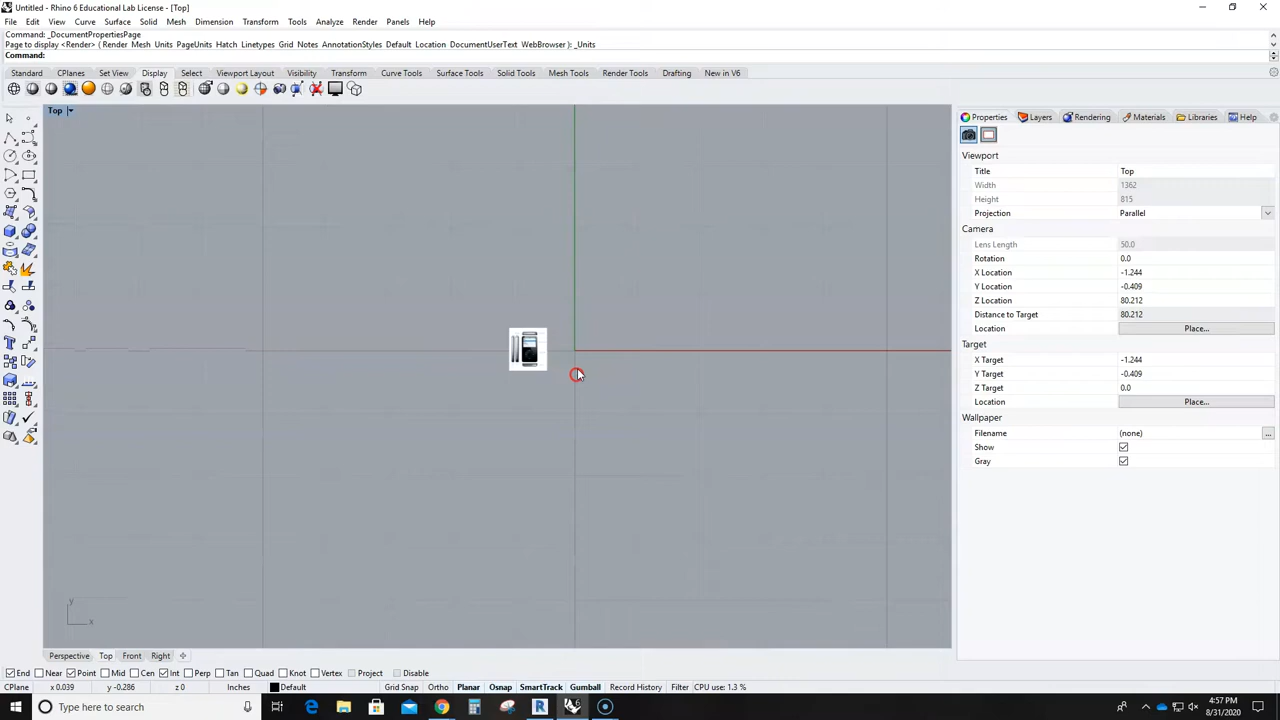 Untitled - Rhino 6 Educational Lab License - [Top]
File Edit View Curve Surface Solid Mesh Dimension Transform Tools Analyze Render Panels Help
Command: _DocumentPropertiesPage
Page to display <Render> ( Render Mesh Units PageUnits Hatch Linetypes Grid Notes AnnotationStyles Default Location DocumentUserText WebBrowser ): _Units
Command:
Standard CPlanes Set View Display Select Viewport Layout Visibility Transform Curve Tools Surface Tools Solid Tools Mesh Tools Render Tools Drafting New in V6
Top
Properties Layers Rendering Materials Libraries Help
Viewport
Title Top
Width 1362
Height 815
Projection Parallel
Camera
Lens Length 50.0
Rotation 0.0
X Location -1.244
Y Location -0.409
Z Location 80.212
Distance to Target 80.212
Location Place...
Target
X Target -1.244
Y Target -0.409
Z Target 0.0
Location Place...
Wallpaper
Filename (none) ...
Show
Gray
y
x
Perspective Top Front Right
End Near Point Mid Cen Int Perp Tan Quad Knot Vertex Project Disable
CPlane x 0.039 y -0.286 z 0 Inches Default Grid Snap Ortho Planar Osnap SmartTrack Gumball Record History Filter CPU use: 1.3 %
Type here to search
4:57 PM
8/31/2020